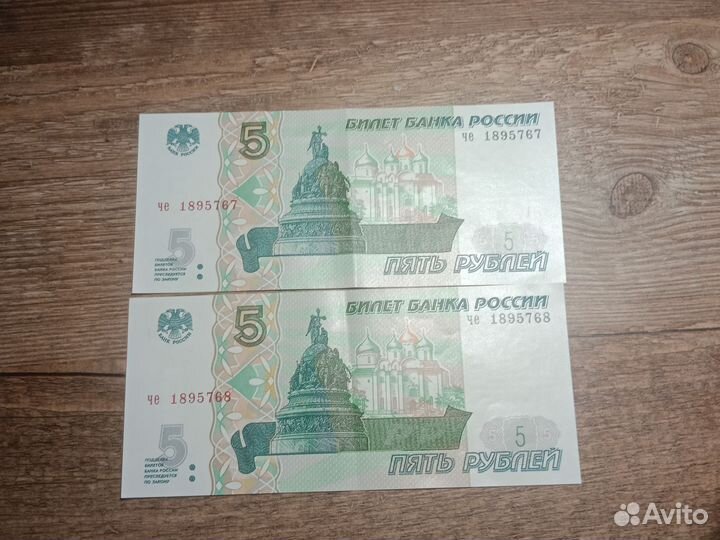 БИЛЕТ БАНКА РОССИИ
5
че 1895767
БАНК РОССИИ
че 1895767
5
5
ПОДДЕЛКА
БИЛЕТОВ
БАНКА РОССИИ
ПРЕСЛЕДУЕТСЯ
ПО ЗАКОНУ
ПЯТЬ РУБЛЕЙ
БИЛЕТ БАНКА РОССИИ
5
че 1895768
БАНК РОССИИ
че 1895768
5
5
ПОДДЕЛКА
БИЛЕТОВ
БАНКА РОССИИ
ПРЕСЛЕДУЕТСЯ
ПО ЗАКОНУ
ПЯТЬ РУБЛЕЙ
Avito